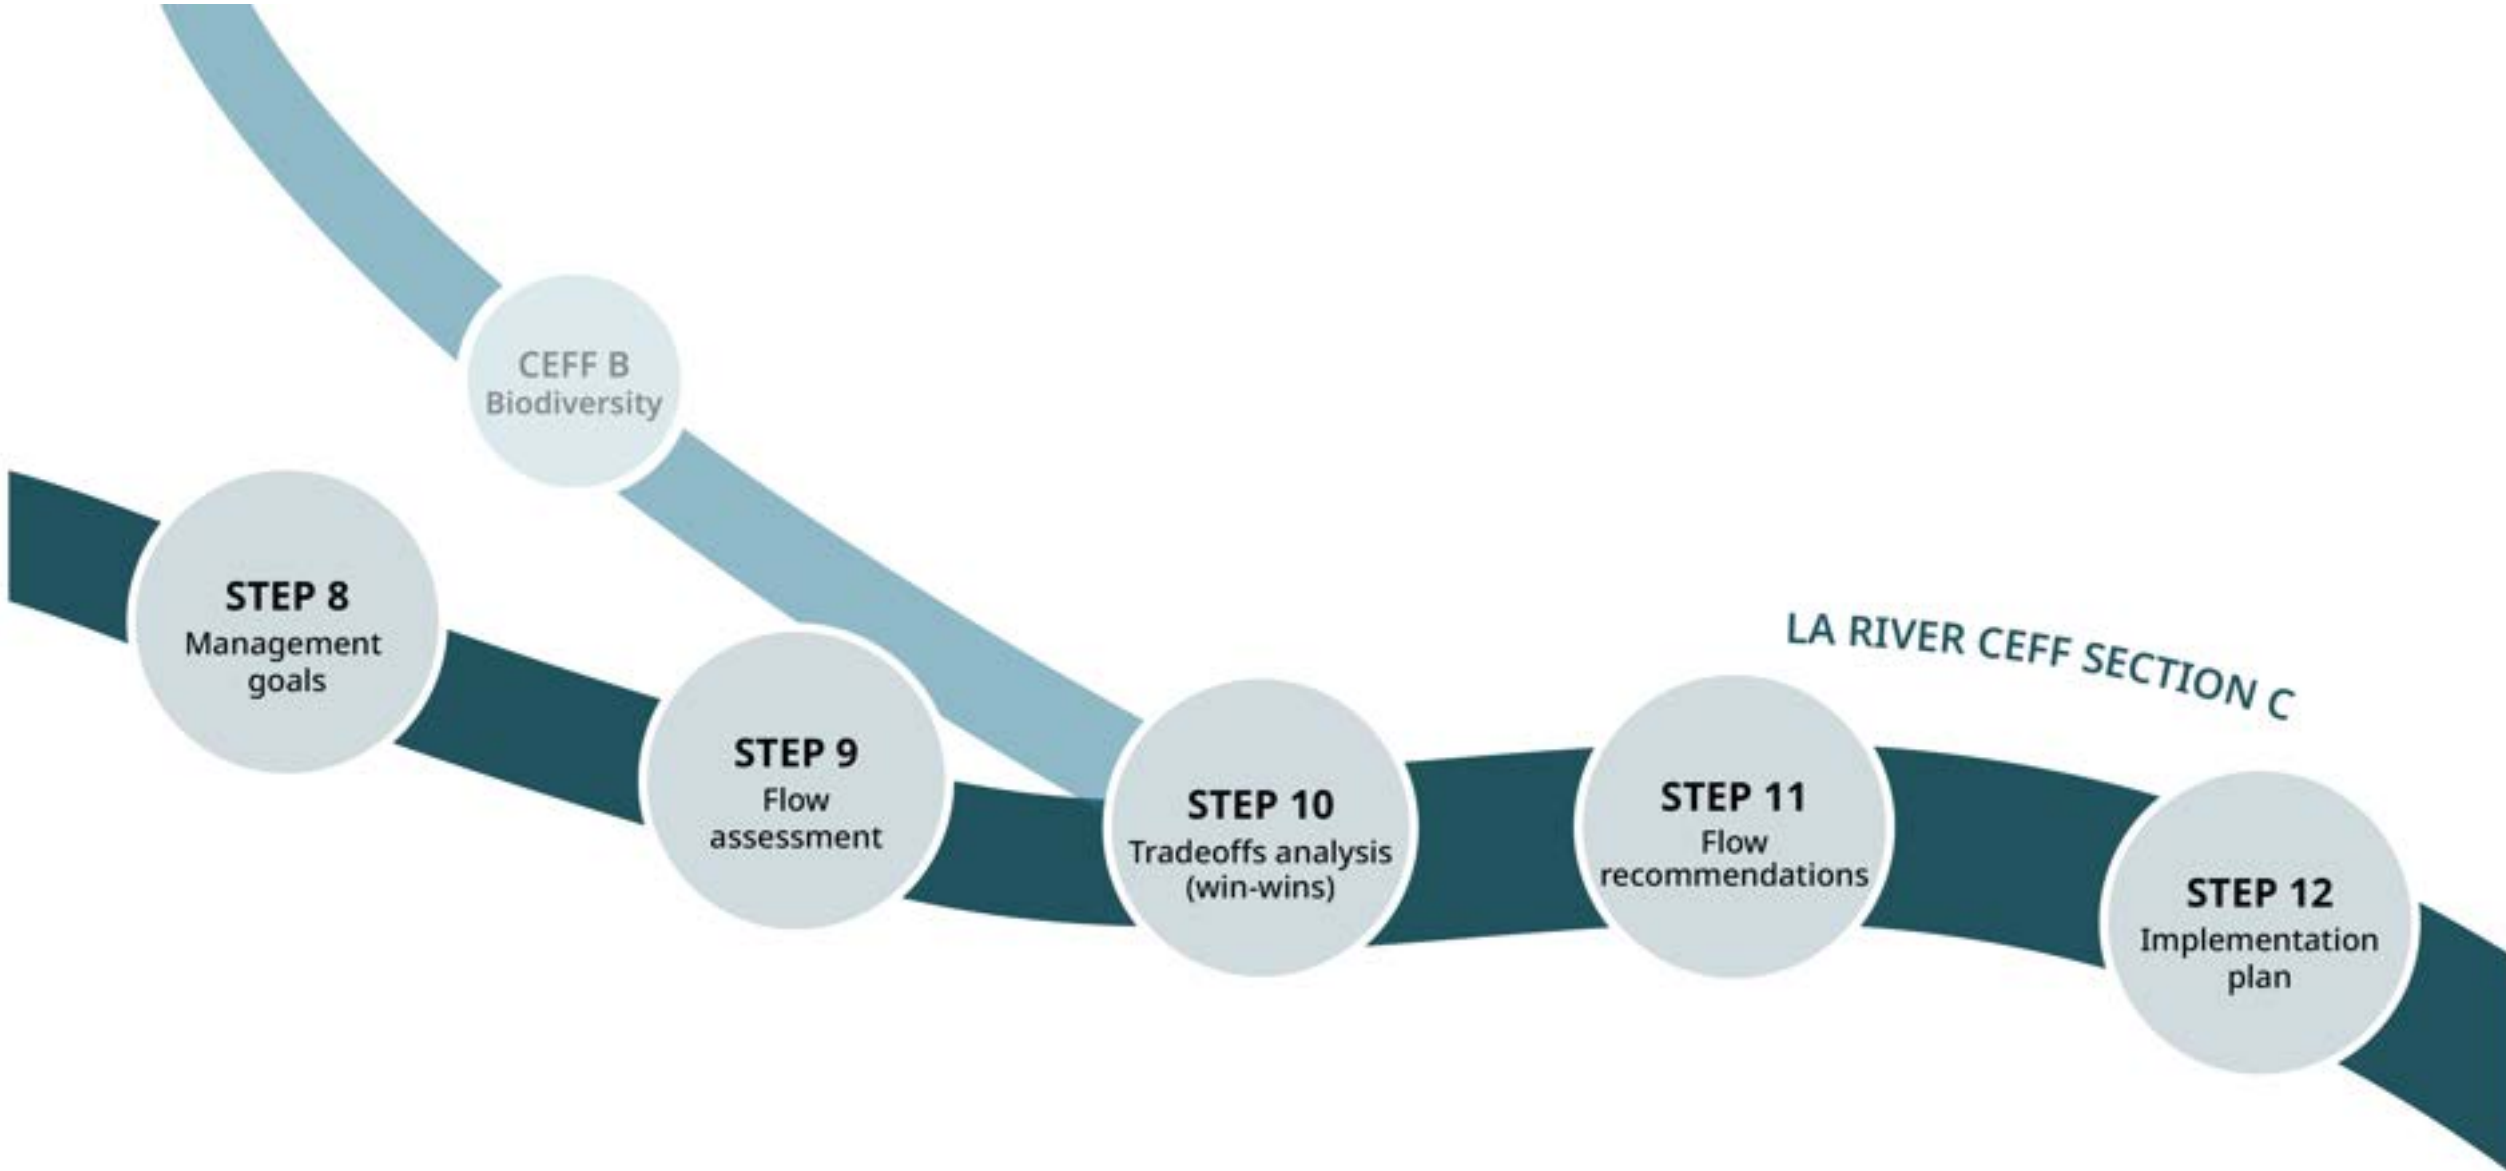 CEFF B
Biodiversity
STEP 8
Management
goals
STEP 9
Flow
assessment
STEP 10
Tradeoffs analysis
(win-wins)
STEP 11
Flow
recommendations
LA RIVER CEFF SECTION C
STEP 12
Implementation
plan